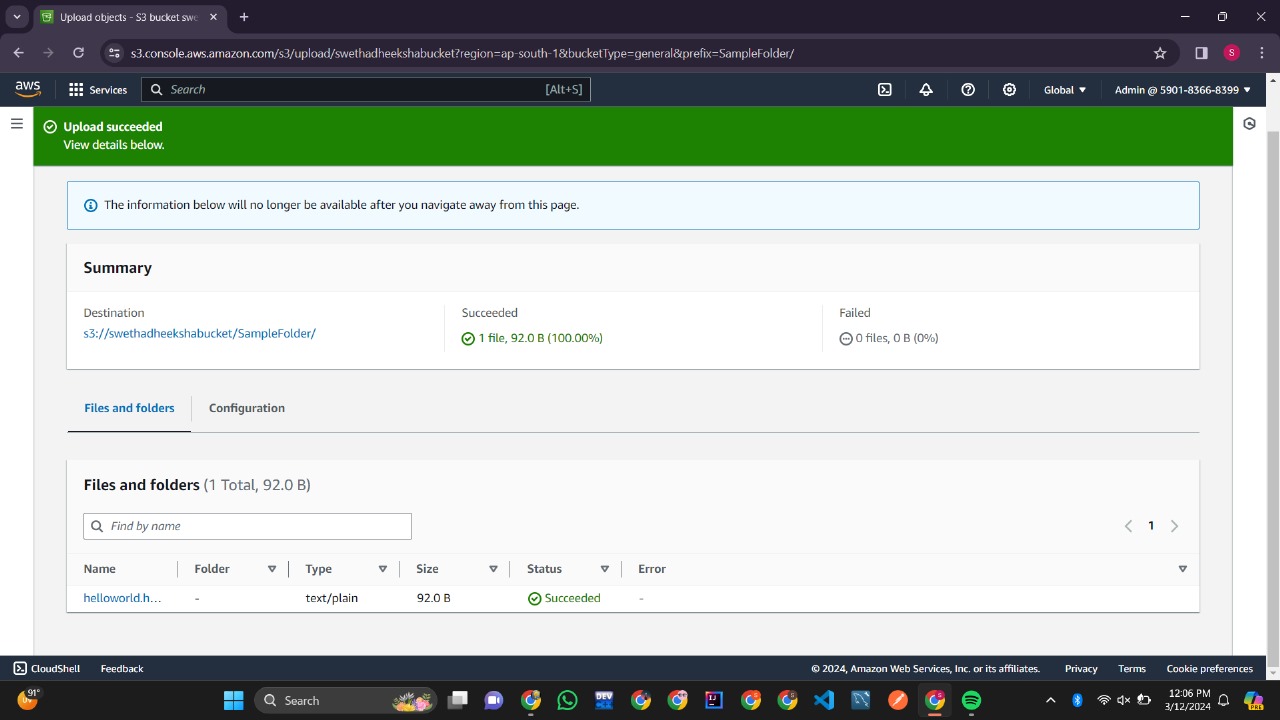 Upload objects - S3 bucket swe
s3.console.aws.amazon.com/s3/upload/swethadheekshabucket?region=ap-south-1&bucketType=general&prefix=SampleFolder/
S
aws
Services
Search
[Alt+S]
Global
Admin @ 5901-8366-8399
Upload succeeded
View details below.
The information below will no longer be available after you navigate away from this page.
Summary
Destination
s3://swethadheekshabucket/SampleFolder/
Succeeded
1 file, 92.0 B (100.00%)
Failed
0 files, 0 B (0%)
Files and folders
Configuration
Files and folders (1 Total, 92.0 B)
Find by name
1
Name Folder Type Size Status Error
helloworld.h... - text/plain 92.0 B Succeeded -
CloudShell Feedback
© 2024, Amazon Web Services, Inc. or its affiliates. Privacy Terms Cookie preferences
91°
Search
DEV
12:06 PM
3/12/2024
PRE